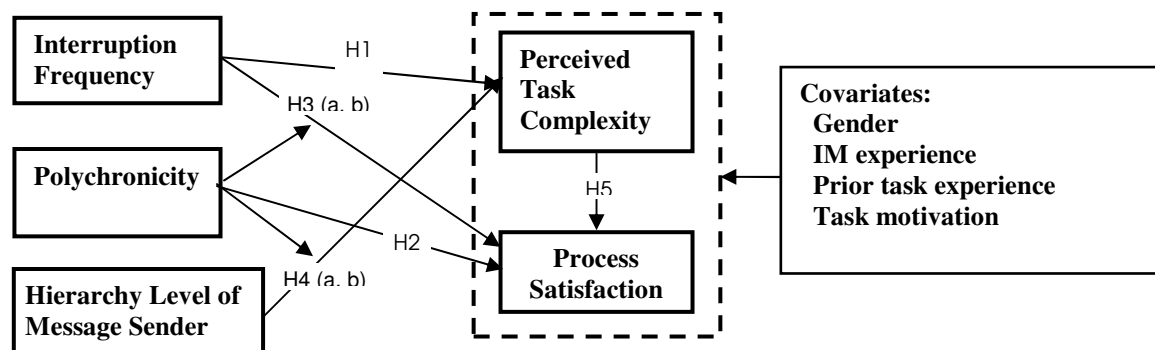 Interruption
Frequency
Polychronicity
Hierarchy Level of
Message Sender
H1
H3 (a, b)
H2
H4 (a, b)
Perceived
Task
Complexity
H5
Process
Satisfaction
Covariates:
Gender
IM experience
Prior task experience
Task motivation